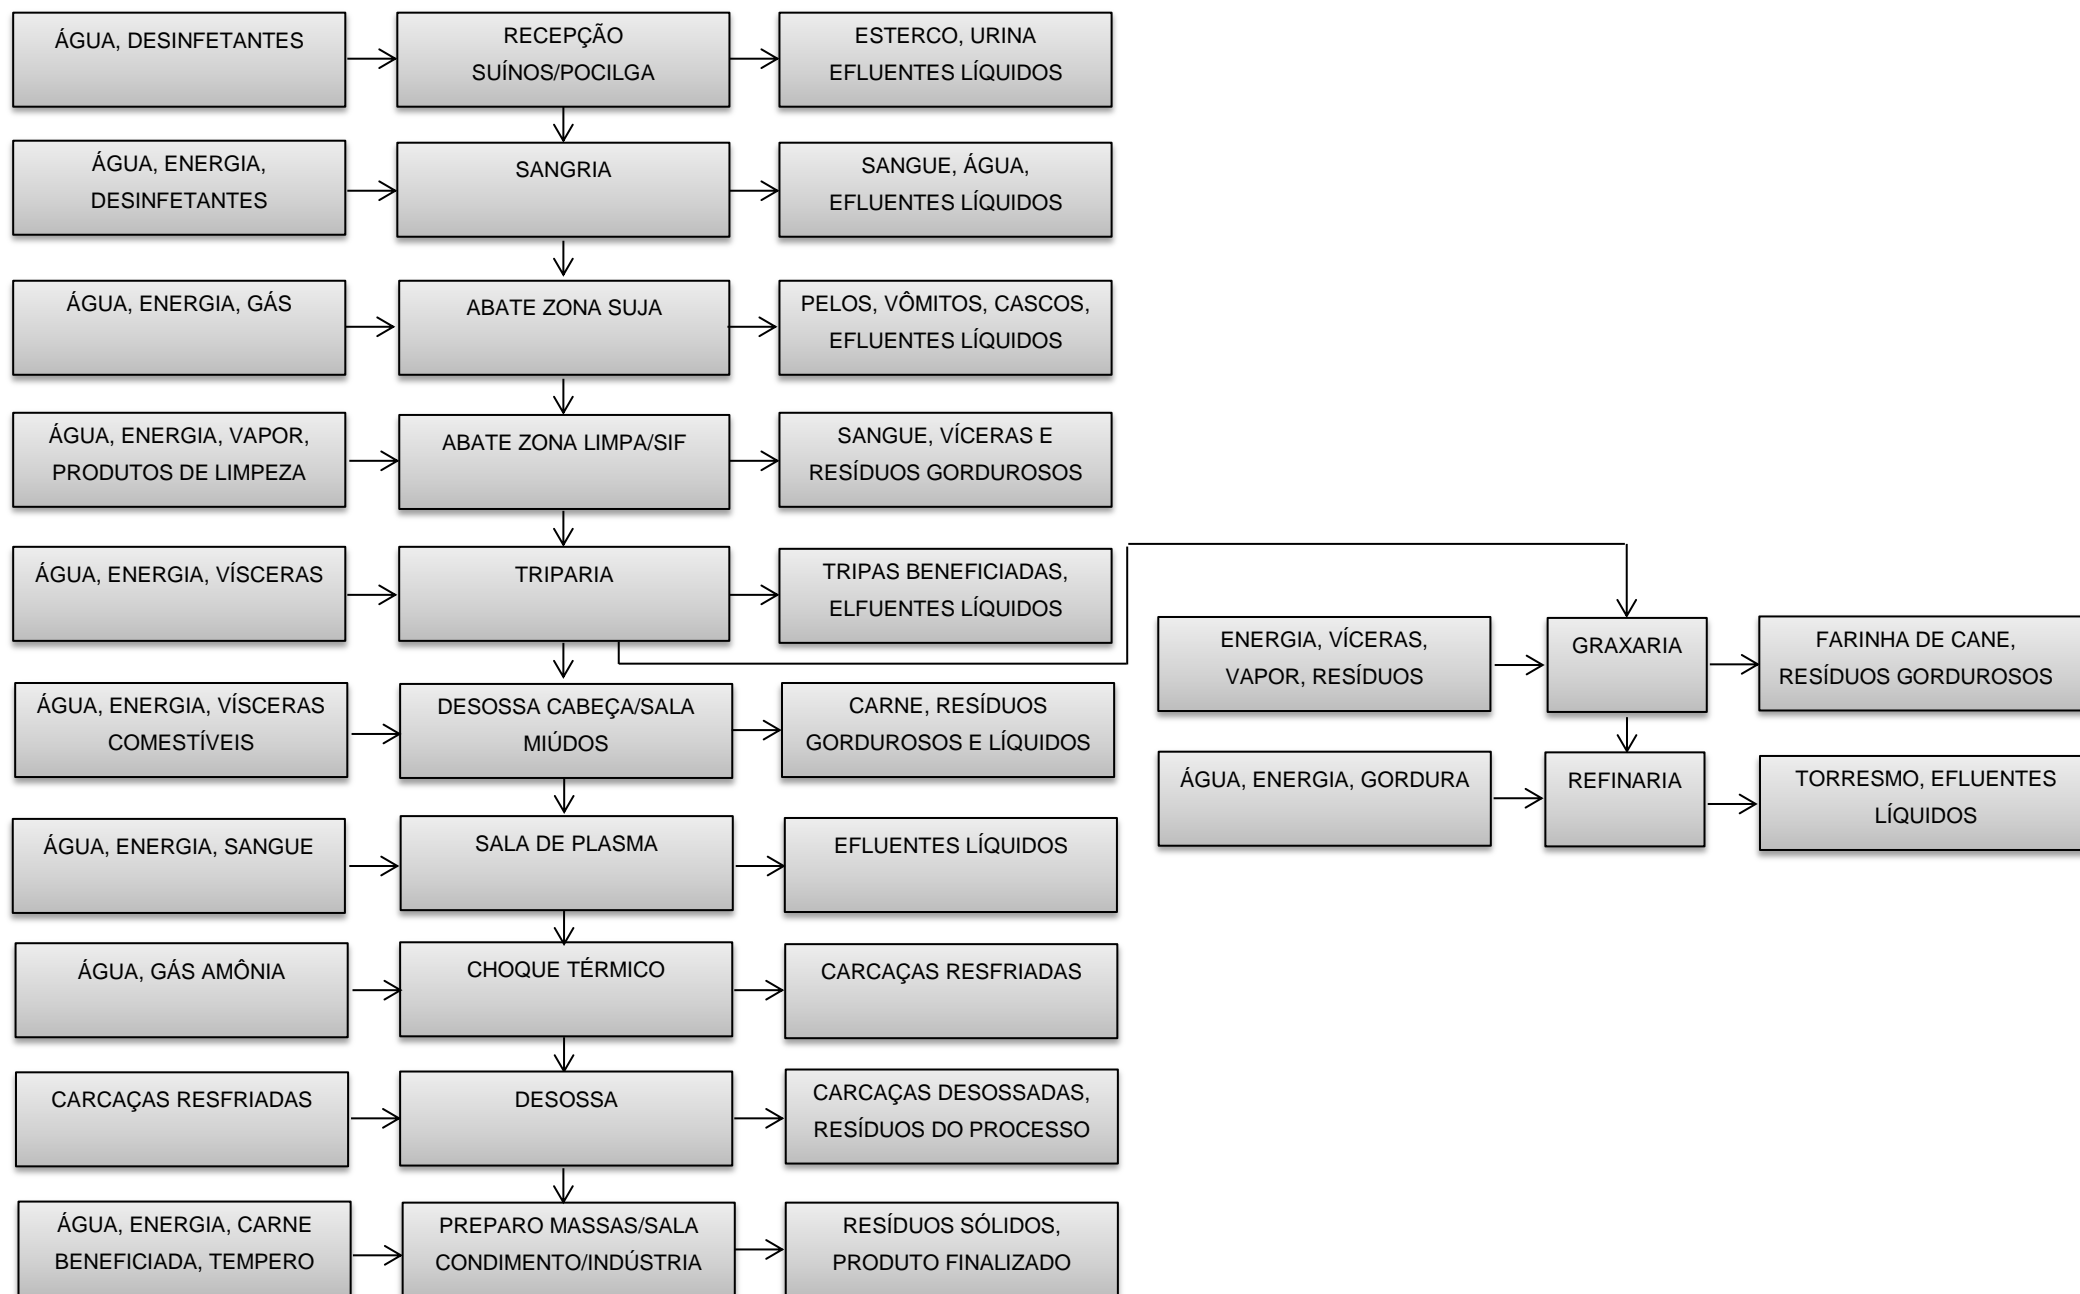 ÁGUA, DESINFETANTES
RECEPÇÃO
SUÍNOS/POCILGA
ESTERCO, URINA
EFLUENTES LÍQUIDOS
ÁGUA, ENERGIA,
DESINFETANTES
SANGRIA
SANGUE, ÁGUA,
EFLUENTES LÍQUIDOS
ÁGUA, ENERGIA, GÁS
ABATE ZONA SUJA
PELOS, VÔMITOS, CASCOS,
EFLUENTES LÍQUIDOS
ÁGUA, ENERGIA, VAPOR,
PRODUTOS DE LIMPEZA
ABATE ZONA LIMPA/SIF
SANGUE, VÍCERAS E
RESÍDUOS GORDUROSOS
ÁGUA, ENERGIA, VÍSCERAS
TRIPARIA
TRIPAS BENEFICIADAS,
ELFUENTES LÍQUIDOS
ENERGIA, VÍCERAS,
VAPOR, RESÍDUOS
GRAXARIA
FARINHA DE CANE,
RESÍDUOS GORDUROSOS
ÁGUA, ENERGIA, VÍSCERAS
COMESTÍVEIS
DESOSSA CABEÇA/SALA
MIÚDOS
CARNE, RESÍDUOS
GORDUROSOS E LÍQUIDOS
ÁGUA, ENERGIA, GORDURA
REFINARIA
TORRESMO, EFLUENTES
LÍQUIDOS
ÁGUA, ENERGIA, SANGUE
SALA DE PLASMA
EFLUENTES LÍQUIDOS
ÁGUA, GÁS AMÔNIA
CHOQUE TÉRMICO
CARCAÇAS RESFRIADAS
CARCAÇAS RESFRIADAS
DESOSSA
CARCAÇAS DESOSSADAS,
RESÍDUOS DO PROCESSO
ÁGUA, ENERGIA, CARNE
BENEFICIADA, TEMPERO
PREPARO MASSAS/SALA
CONDIMENTO/INDÚSTRIA
RESÍDUOS SÓLIDOS,
PRODUTO FINALIZADO